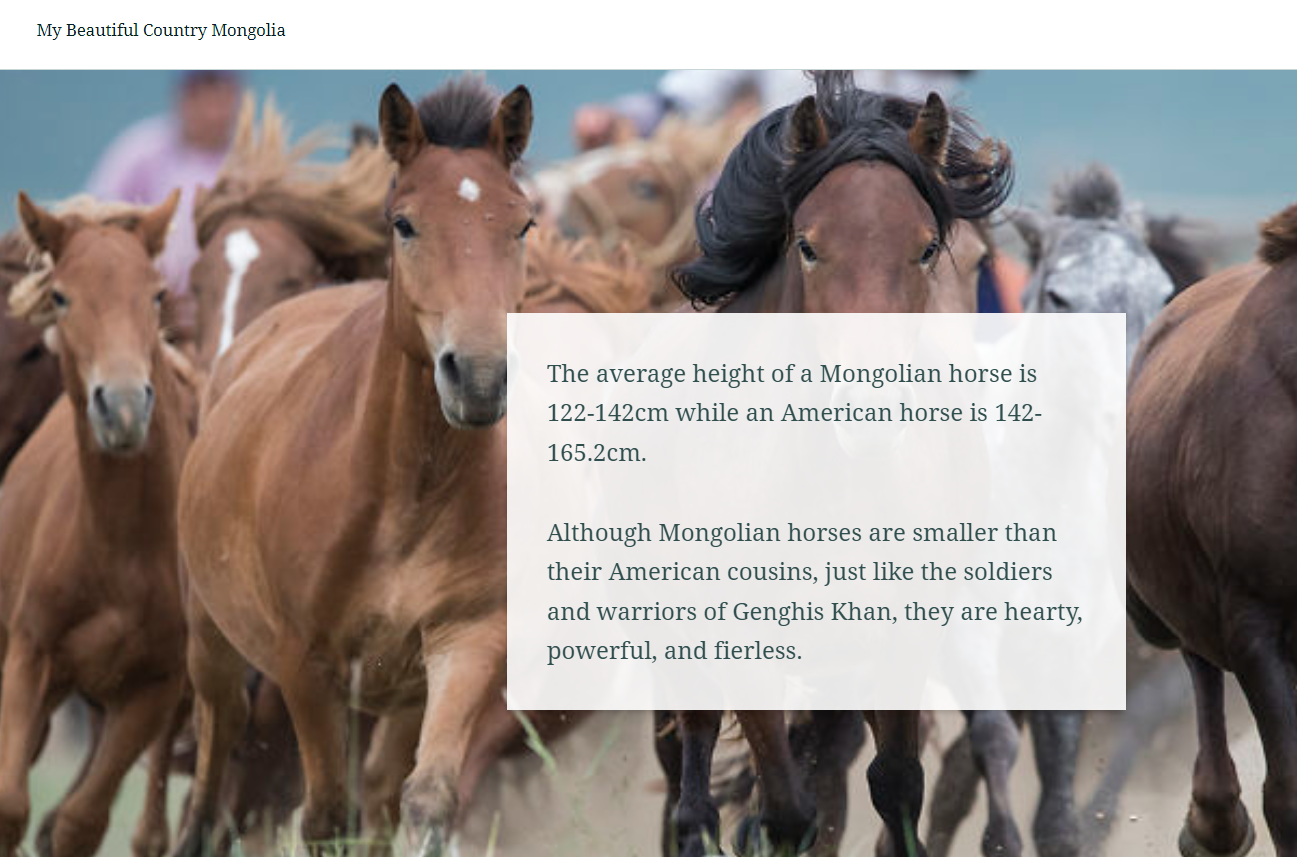 My Beautiful Country Mongolia
The average height of a Mongolian horse is
122-142cm while an American horse is 142-
165.2cm.
Although Mongolian horses are smaller than
their American cousins, just like the soldiers
and warriors of Genghis Khan, they are hearty,
powerful, and fierless.